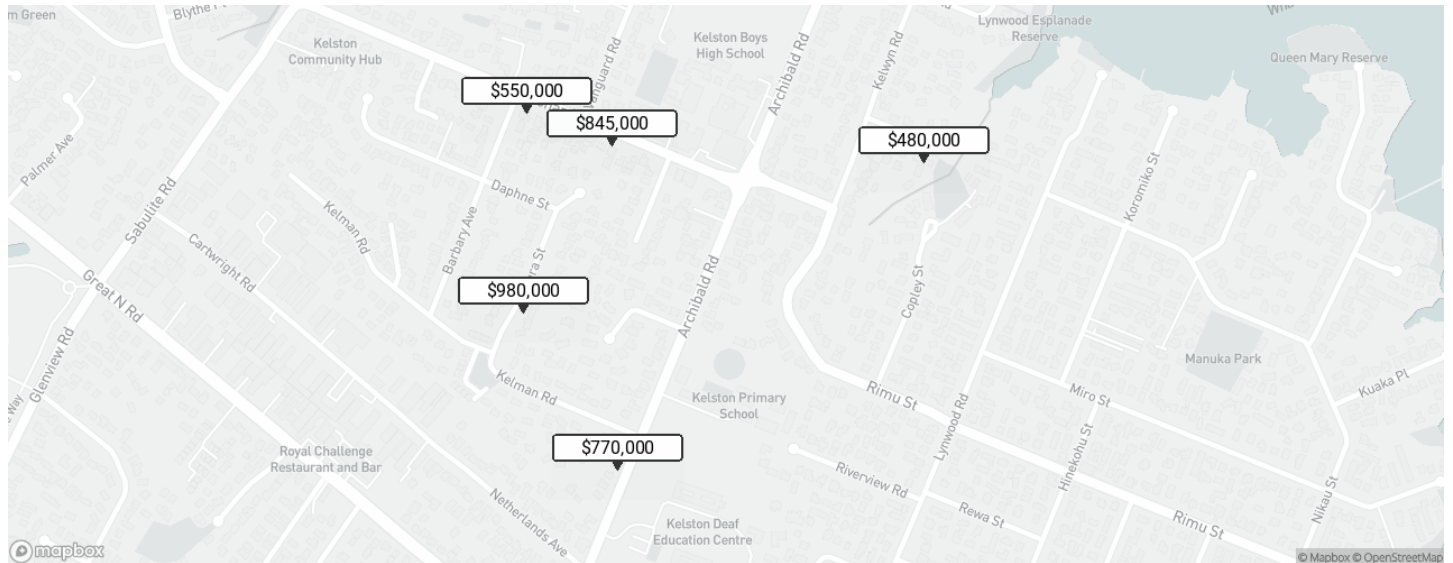 m Green
Blythe Pl
Kelston
Community Hub
Kelston Boys
High School
Archibald Rd
Kelwyn Rd
Lynwood Esplanade
Reserve
Queen Mary Reserve
$550,000
$845,000
$480,000
Palmer Ave
Sabulite Rd
Daphne St
Barbary Ave
Kelman Rd
Koromiko St
Cartwright Rd
Great N Rd
$980,000
Archibald Rd
Copley St
Glenview Rd
Manuka Park
Kelman Rd
Kelston Primary
School
Rimu St
Miro St
Kuaka Pl
Lynwood Rd
$770,000
Royal Challenge
Restaurant and Bar
Riverview Rd
Hinekohu St
Netherlands Ave
Rewa St
Nikau St
Rimu St
Kelston Deaf
Education Centre
mapbox
© Mapbox © OpenStreetMap